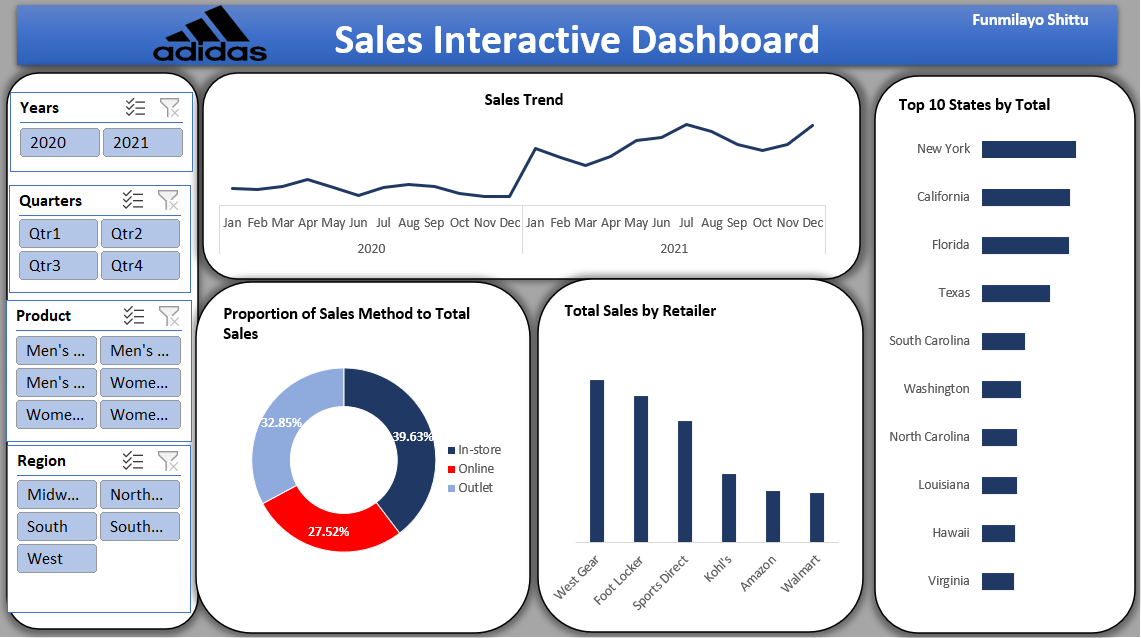 adidas
Sales Interactive Dashboard
Funmilayo Shittu
Years
2020 2021
Quarters
Qtr1 Qtr2
Qtr3 Qtr4
Product
Men's ... Men's ...
Men's ... Wome...
Wome... Wome...
Region
Midw... North...
South South...
West
Sales Trend
Jan Feb Mar Apr May Jun Jul Aug Sep Oct Nov Dec Jan Feb Mar Apr May Jun Jul Aug Sep Oct Nov Dec
2020 2021
Proportion of Sales Method to Total
Sales
32.85%
39.63%
27.52%
In-store
Online
Outlet
Total Sales by Retailer
West Gear
Foot Locker
Sports Direct
Kohl's
Amazon
Walmart
Top 10 States by Total
New York
California
Florida
Texas
South Carolina
Washington
North Carolina
Louisiana
Hawaii
Virginia